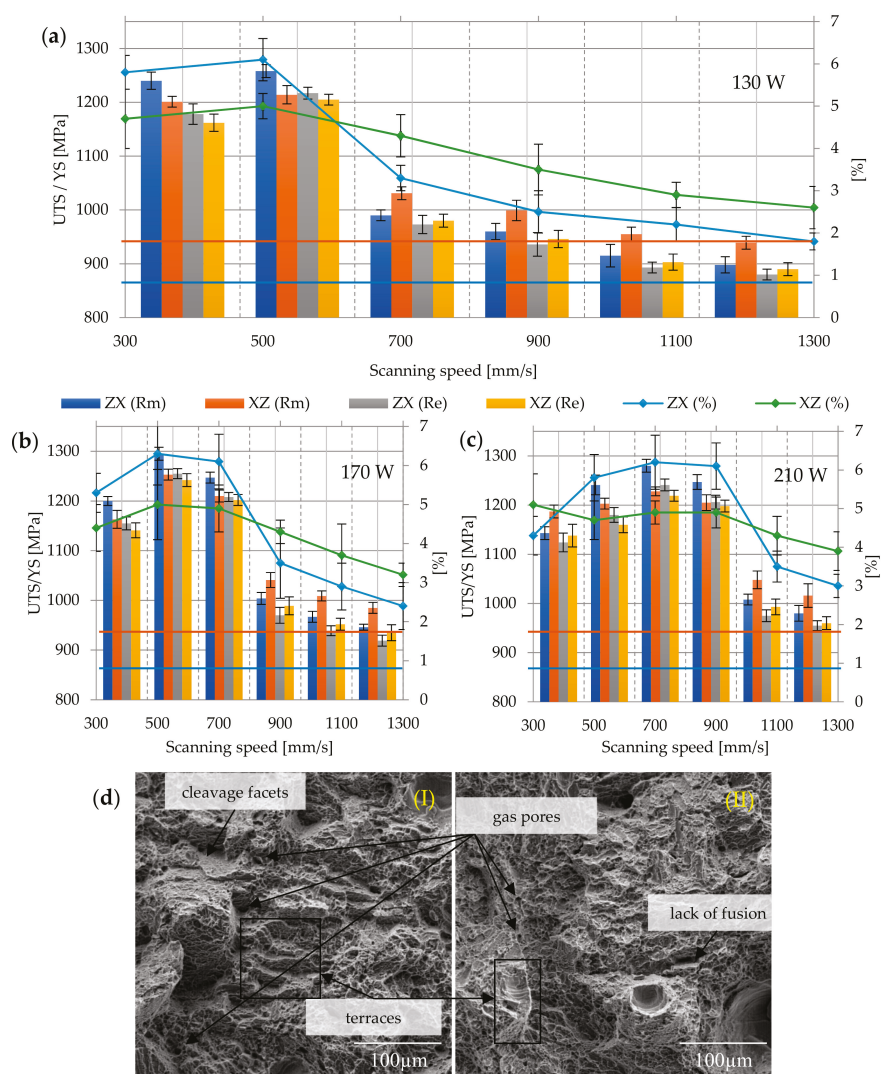 (a)
130 W
UTS / YS [MPa]
1300
1200
1100
1000
900
800
7
6
5
4
3
2
1
0
[%]
300 500 700 900 1100 1300
Scanning speed [mm/s]
ZX (Rm) XZ (Rm) ZX (Re) XZ (Re) ZX (%) XZ (%)
(b)
170 W
UTS/YS [MPa]
1300
1200
1100
1000
900
800
7
6
5
4
3
2
1
0
[%]
300 500 700 900 1100 1300
Scanning speed [mm/s]
(c)
210 W
UTS/YS [MPa]
1300
1200
1100
1000
900
800
7
6
5
4
3
2
1
0
[%]
300 500 700 900 1100 1300
Scanning speed [mm/s]
(d)
cleavage facets
(I)
gas pores
(II)
lack of fusion
terraces
100µm
100µm